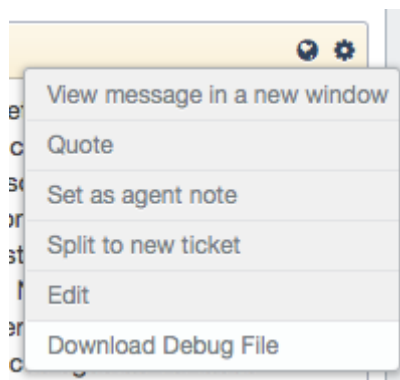 View message in a new window
Quote
Set as agent note
Split to new ticket
Edit
Download Debug File